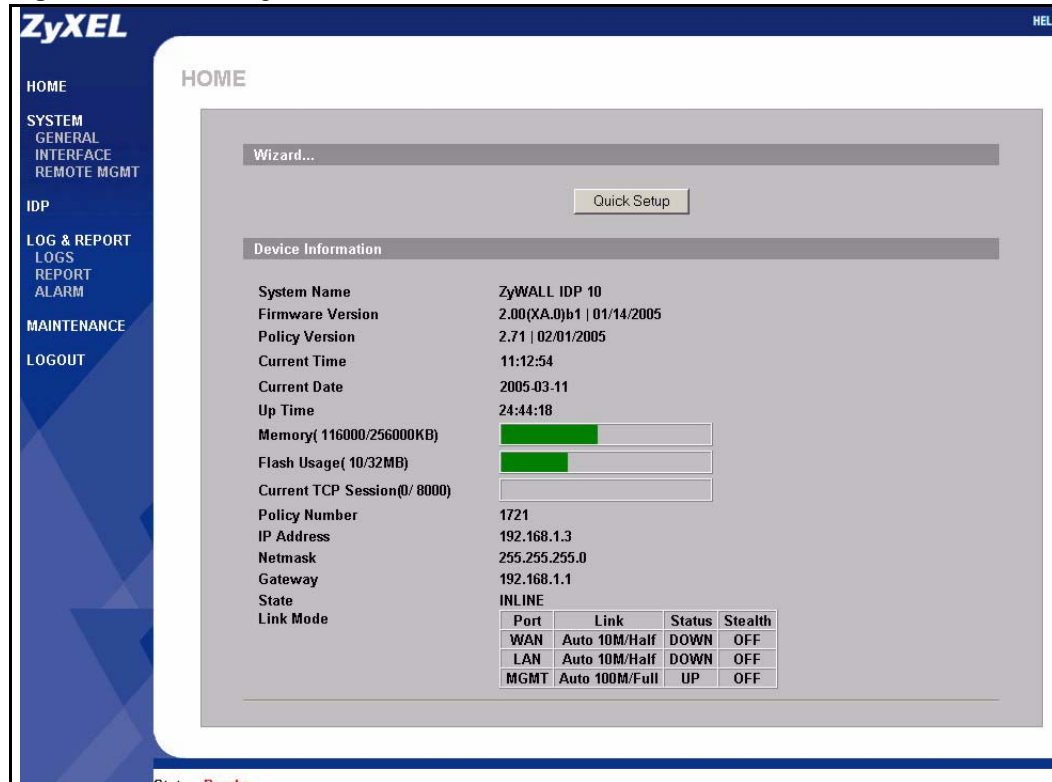 ZyXEL
HOME
SYSTEM
GENERAL
INTERFACE
REMOTE MGMT
IDP
LOG & REPORT
LOGS
REPORT
ALARM
MAINTENANCE
LOGOUT
HOME
Wizard...
Quick Setup
Device Information
System Name ZyWALL IDP 10
Firmware Version 2.00(XA.0)b1 | 01/14/2005
Policy Version 2.71 | 02/01/2005
Current Time 11:12:54
Current Date 2005-03-11
Up Time 24:44:18
Memory( 116000/256000KB)
Flash Usage( 10/32MB)
Current TCP Session(0/ 8000)
Policy Number 1721
IP Address 192.168.1.3
Netmask 255.255.255.0
Gateway 192.168.1.1
State INLINE
Link Mode
Port Link Status Stealth
WAN Auto 10M/Half DOWN OFF
LAN Auto 10M/Half DOWN OFF
MGMT Auto 100M/Full UP OFF